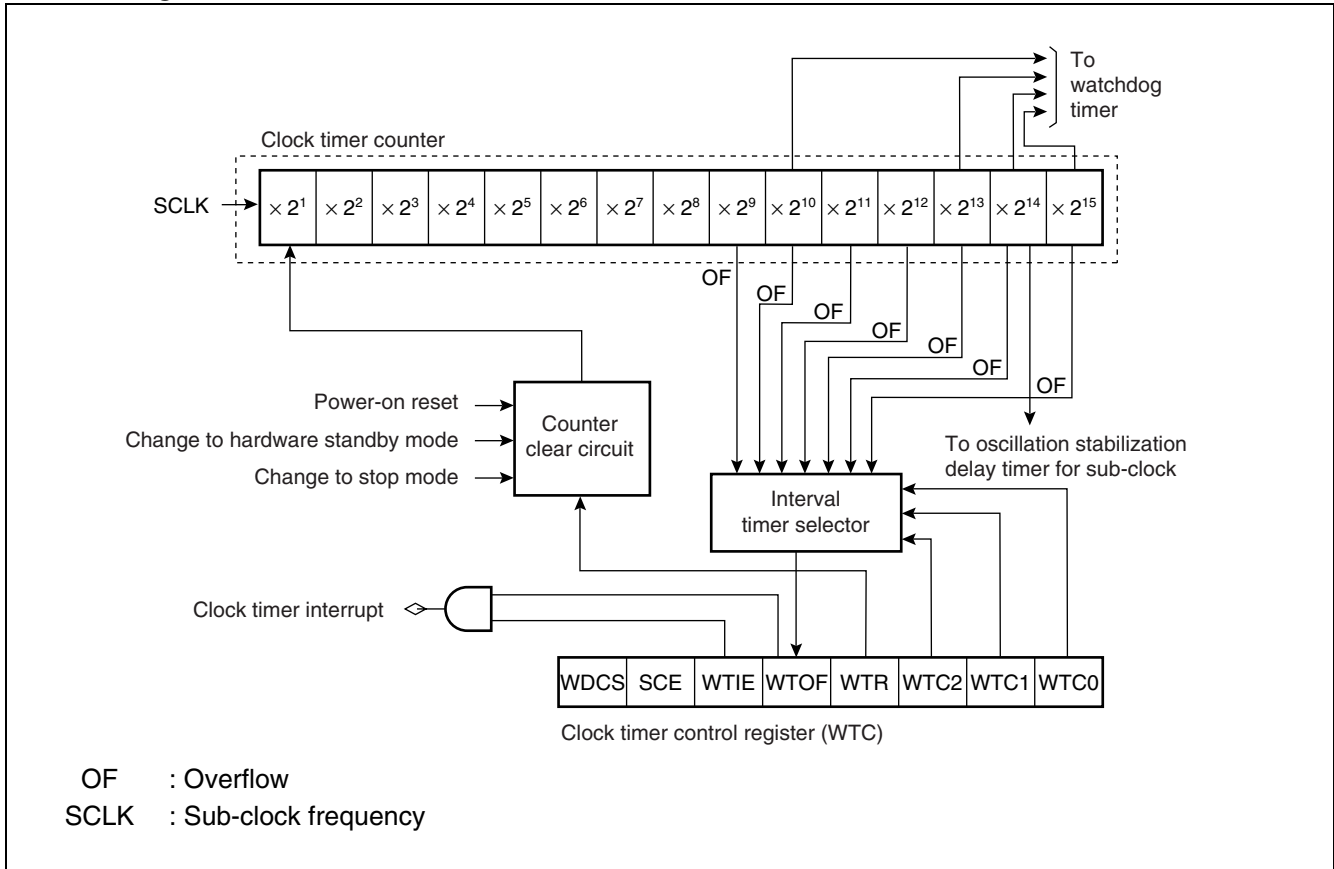 To
watchdog
timer
Clock timer counter
SCLK
× 2¹ × 2² × 2³ × 2⁴ × 2⁵ × 2⁶ × 2⁷ × 2⁸ × 2⁹ × 2¹⁰ × 2¹¹ × 2¹² × 2¹³ × 2¹⁴ × 2¹⁵
OF
OF
OF
OF
OF
OF
OF
Power-on reset
Change to hardware standby mode
Change to stop mode
Counter
clear circuit
To oscillation stabilization
delay timer for sub-clock
Interval
timer selector
Clock timer interrupt
WDCS SCE WTIE WTOF WTR WTC2 WTC1 WTC0
Clock timer control register (WTC)
OF : Overflow
SCLK : Sub-clock frequency